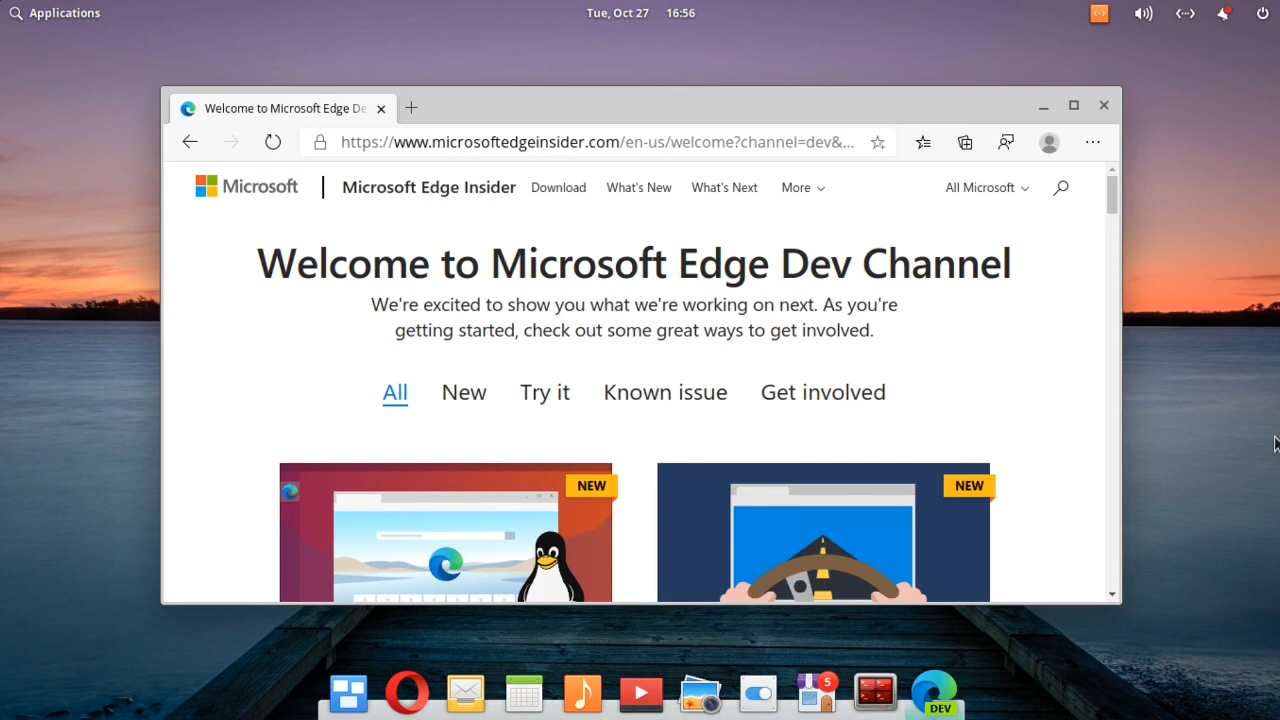 Applications
Tue, Oct 27 16:56
Welcome to Microsoft Edge De
https://www.microsoftedgeinsider.com/en-us/welcome?channel=dev&...
Microsoft
Microsoft Edge Insider
Download
What's New
What's Next
More
All Microsoft
Welcome to Microsoft Edge Dev Channel
We're excited to show you what we're working on next. As you're
getting started, check out some great ways to get involved.
All
New
Try it
Known issue
Get involved
NEW
NEW
5
DEV